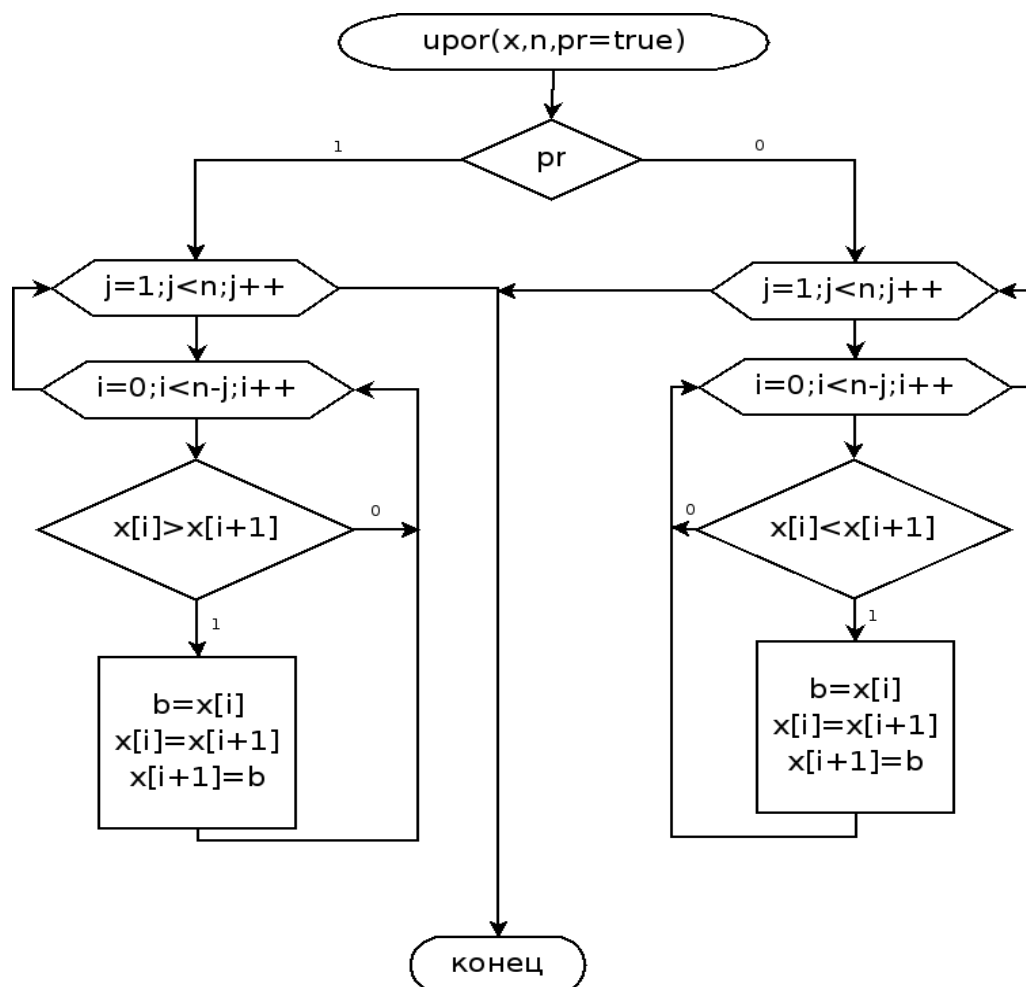 upor(x,n,pr=true)
pr
1
0
j=1;j<n;j++
i=0;i<n-j;i++
x[i]>x[i+1]
0
1
b=x[i]
x[i]=x[i+1]
x[i+1]=b
j=1;j<n;j++
i=0;i<n-j;i++
x[i]<x[i+1]
0
1
b=x[i]
x[i]=x[i+1]
x[i+1]=b
конец